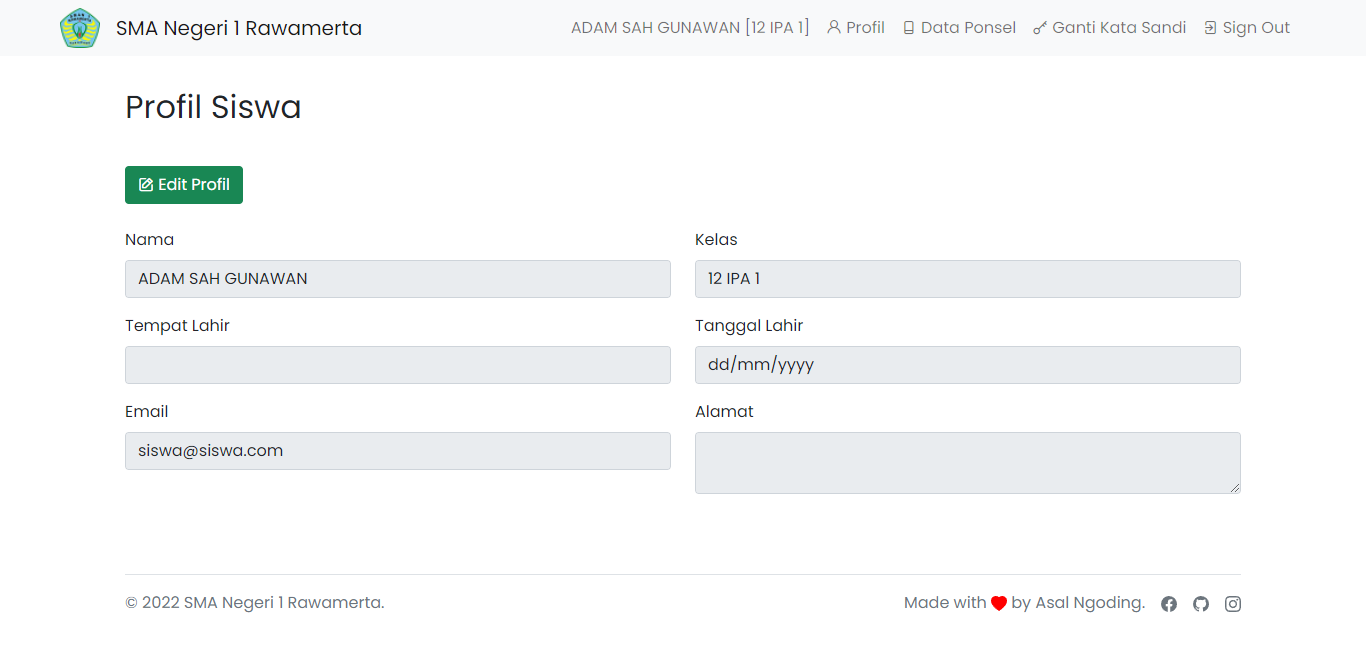 SMA Negeri 1 Rawamerta
ADAM SAH GUNAWAN [12 IPA 1] Profil Data Ponsel Ganti Kata Sandi Sign Out
Profil Siswa
Edit Profil
Nama
ADAM SAH GUNAWAN
Kelas
12 IPA 1
Tempat Lahir
Tanggal Lahir
dd/mm/yyyy
Email
siswa@siswa.com
Alamat
© 2022 SMA Negeri 1 Rawamerta.
Made with ❤ by Asal Ngoding.